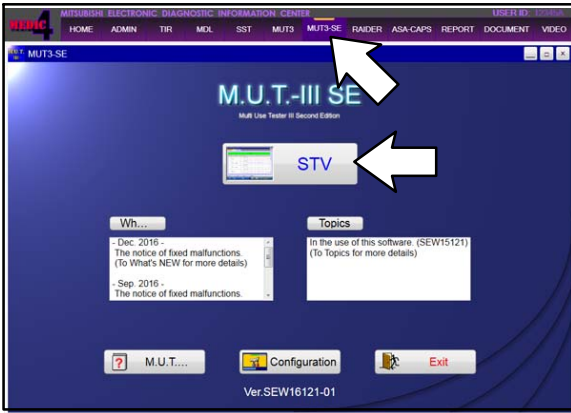 MEDIC 4
MITSUBISHI ELECTRONIC DIAGNOSTIC INFORMATION CENTER
USER ID: 12345A
HOME ADMIN TIR MDL SST MUT3 MUT3-SE RAIDER ASA-CAPS REPORT DOCUMENT VIDEO
MUT3-SE
M.U.T.-III SE
Multi Use Tester III Second Edition
STV
Wh...
- Dec. 2016 -
The notice of fixed malfunctions.
(To What's NEW for more details)
- Sep. 2016 -
The notice of fixed malfunctions.
Topics
In the use of this software. (SEW15121)
(To Topics for more details)
M.U.T....
Configuration
Exit
Ver.SEW16121-01